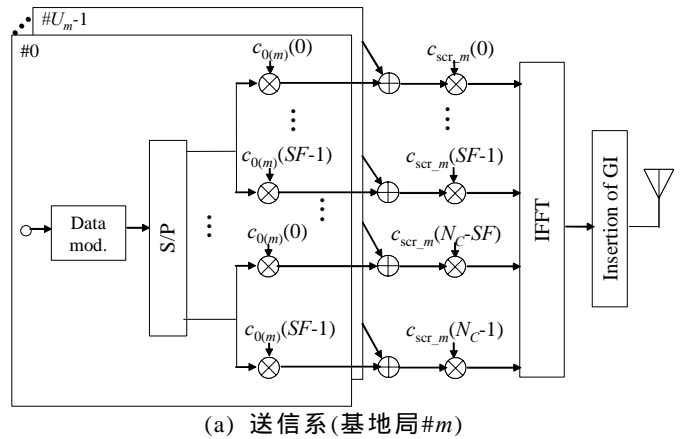 #U_m-1
#0
c_0(m)(0)
c_scr_m(0)
c_0(m)(SF-1)
c_scr_m(SF-1)
Data mod.
S/P
c_0(m)(0)
c_scr_m(N_C-SF)
c_0(m)(SF-1)
c_scr_m(N_C-1)
IFFT
Insertion of GI
(a) 送信系(基地局#m)